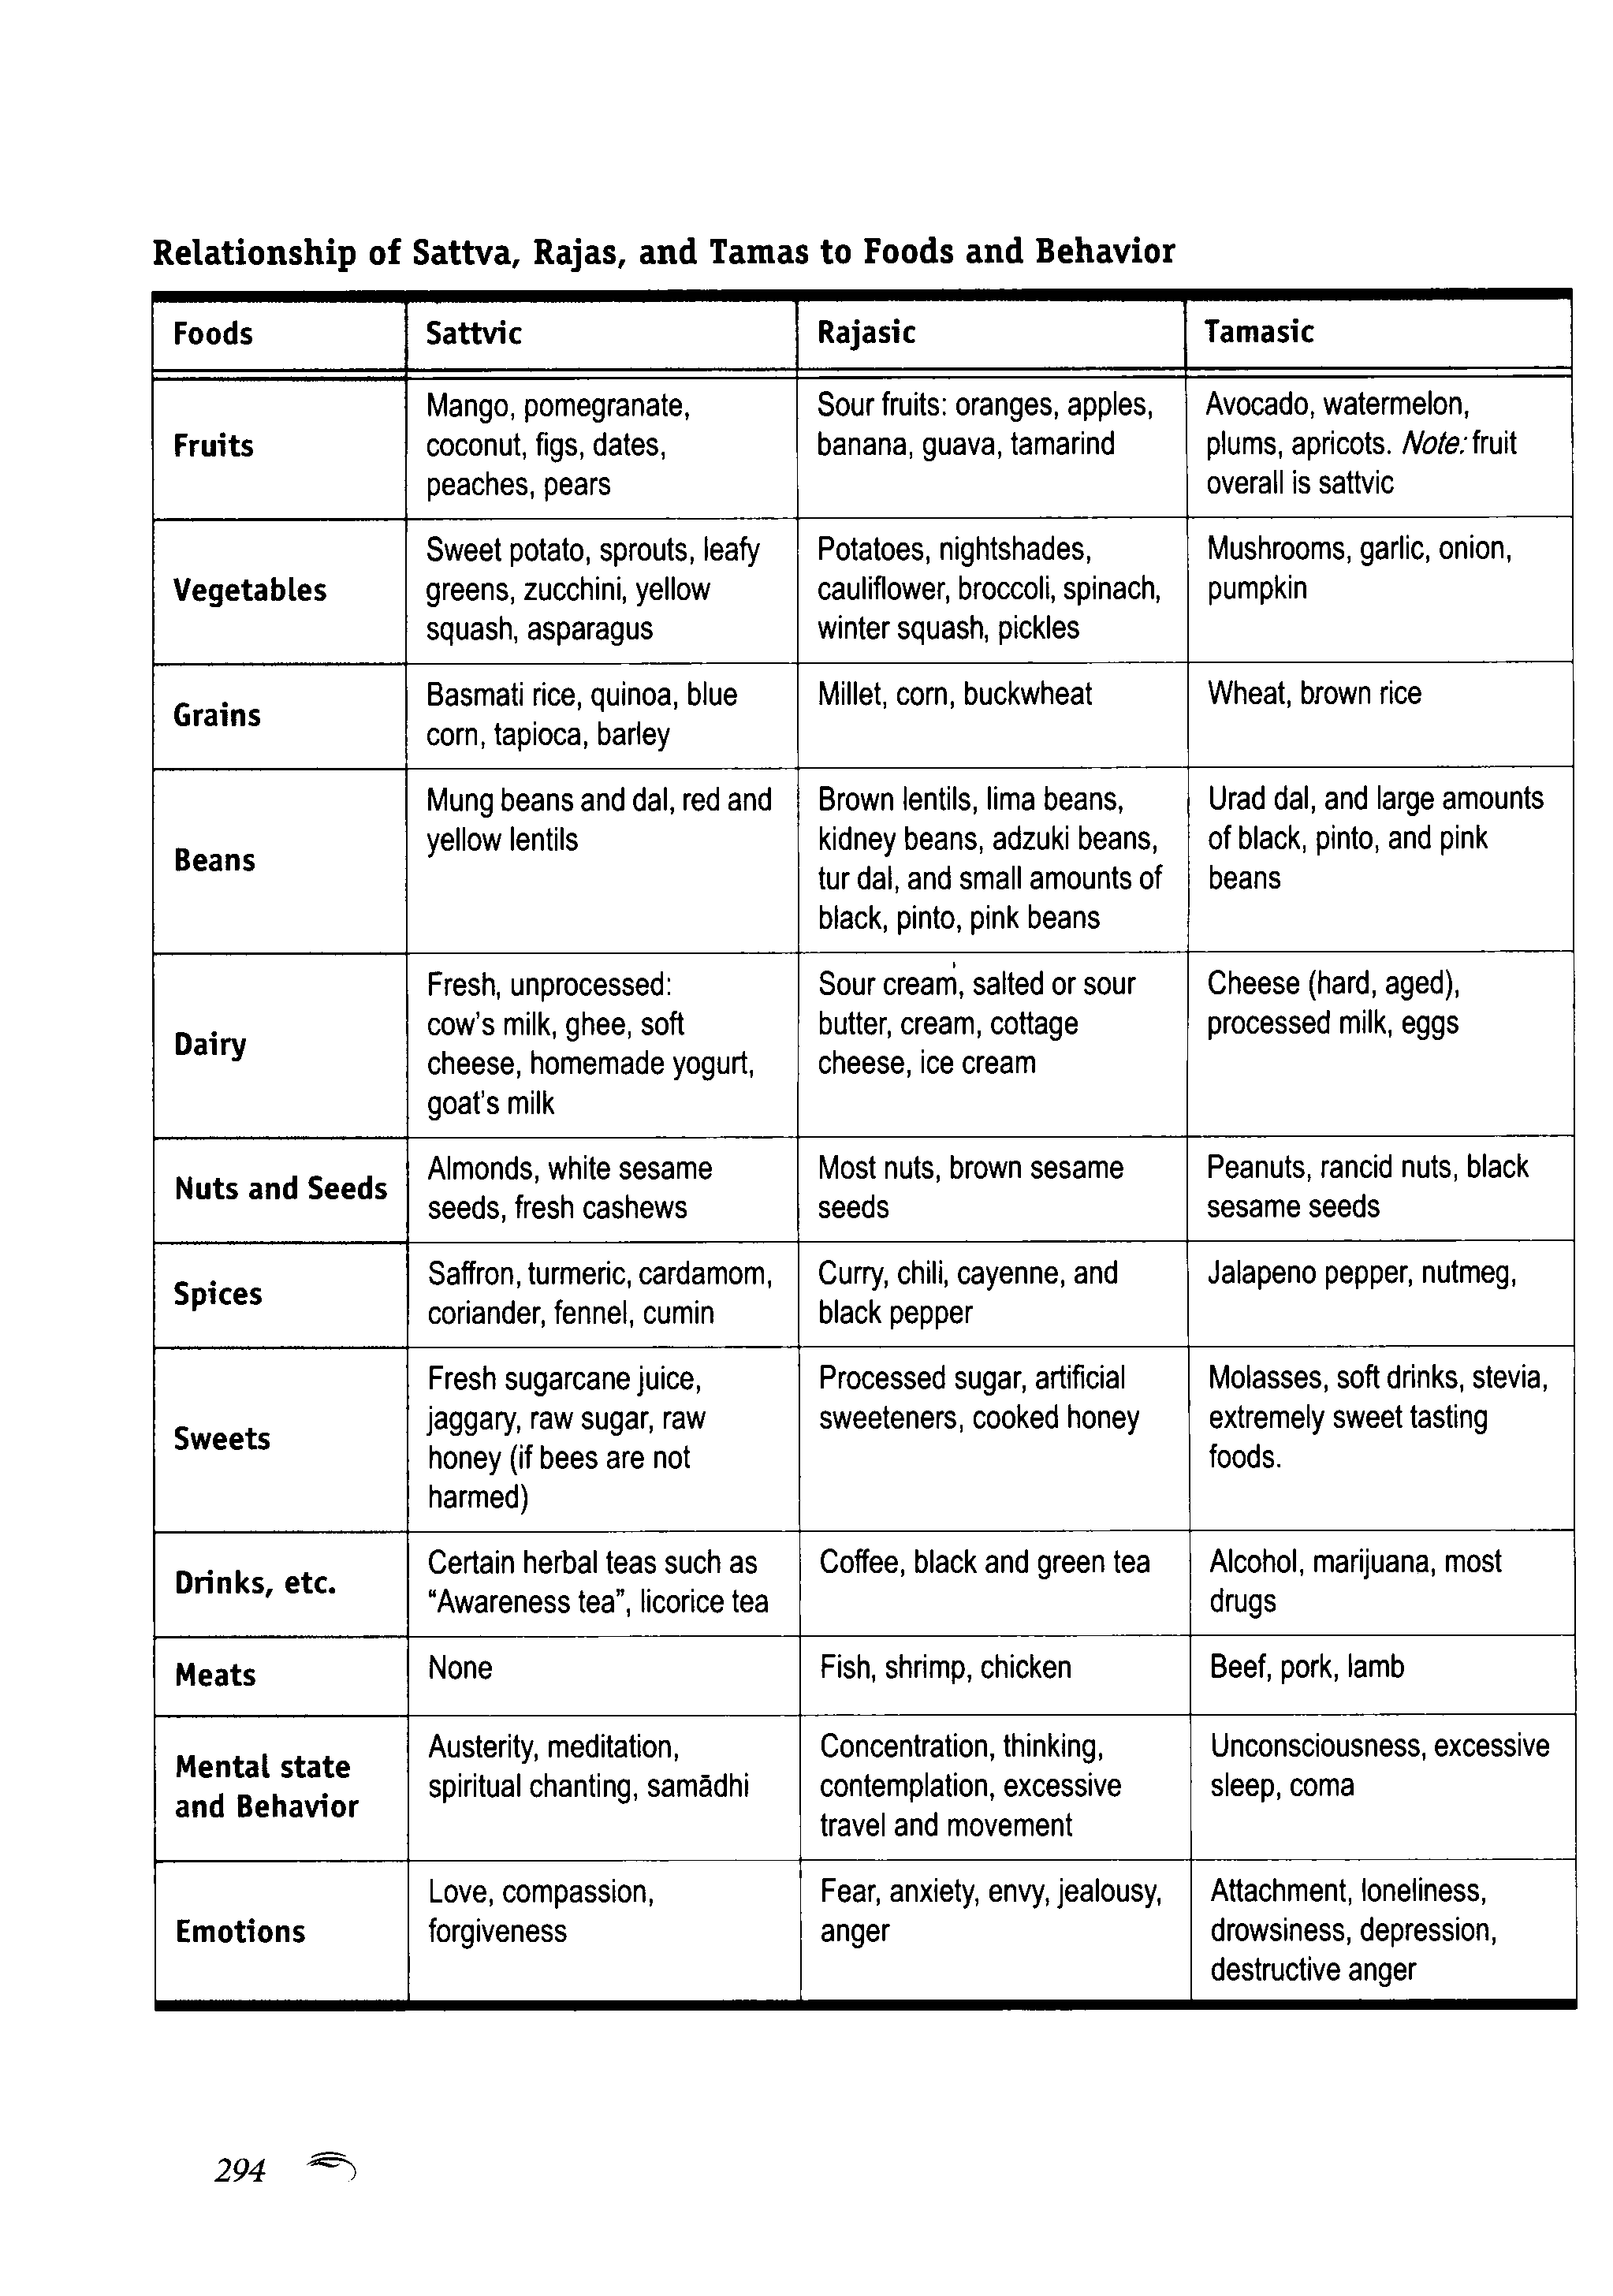 Relationship of Sattva, Rajas, and Tamas to Foods and Behavior
Foods
Sattvic
Rajasic
Tamasic
Fruits
Mango, pomegranate,
coconut, figs, dates,
peaches, pears
Sour fruits: oranges, apples,
banana, guava, tamarind
Avocado, watermelon,
plums, apricots. Note: fruit
overall is sattvic
Vegetables
Sweet potato, sprouts, leafy
greens, zucchini, yellow
squash, asparagus
Potatoes, nightshades,
cauliflower, broccoli, spinach,
winter squash, pickles
Mushrooms, garlic, onion,
pumpkin
Grains
Basmati rice, quinoa, blue
corn, tapioca, barley
Millet, corn, buckwheat
Wheat, brown rice
Beans
Mung beans and dal, red and
yellow lentils
Brown lentils, lima beans,
kidney beans, adzuki beans,
tur dal, and small amounts of
black, pinto, pink beans
Urad dal, and large amounts
of black, pinto, and pink
beans
Dairy
Fresh, unprocessed:
cow's milk, ghee, soft
cheese, homemade yogurt,
goat's milk
Sour cream, salted or sour
butter, cream, cottage
cheese, ice cream
Cheese (hard, aged),
processed milk, eggs
Nuts and Seeds
Almonds, white sesame
seeds, fresh cashews
Most nuts, brown sesame
seeds
Peanuts, rancid nuts, black
sesame seeds
Spices
Saffron, turmeric, cardamom,
coriander, fennel, cumin
Curry, chili, cayenne, and
black pepper
Jalapeno pepper, nutmeg,
Sweets
Fresh sugarcane juice,
jaggary, raw sugar, raw
honey (if bees are not
harmed)
Processed sugar, artificial
sweeteners, cooked honey
Molasses, soft drinks, stevia,
extremely sweet tasting
foods.
Drinks, etc.
Certain herbal teas such as
"Awareness tea", licorice tea
Coffee, black and green tea
Alcohol, marijuana, most
drugs
Meats
None
Fish, shrimp, chicken
Beef, pork, lamb
Mental state
and Behavior
Austerity, meditation,
spiritual chanting, samādhi
Concentration, thinking,
contemplation, excessive
travel and movement
Unconsciousness, excessive
sleep, coma
Emotions
Love, compassion,
forgiveness
Fear, anxiety, envy, jealousy,
anger
Attachment, loneliness,
drowsiness, depression,
destructive anger
294